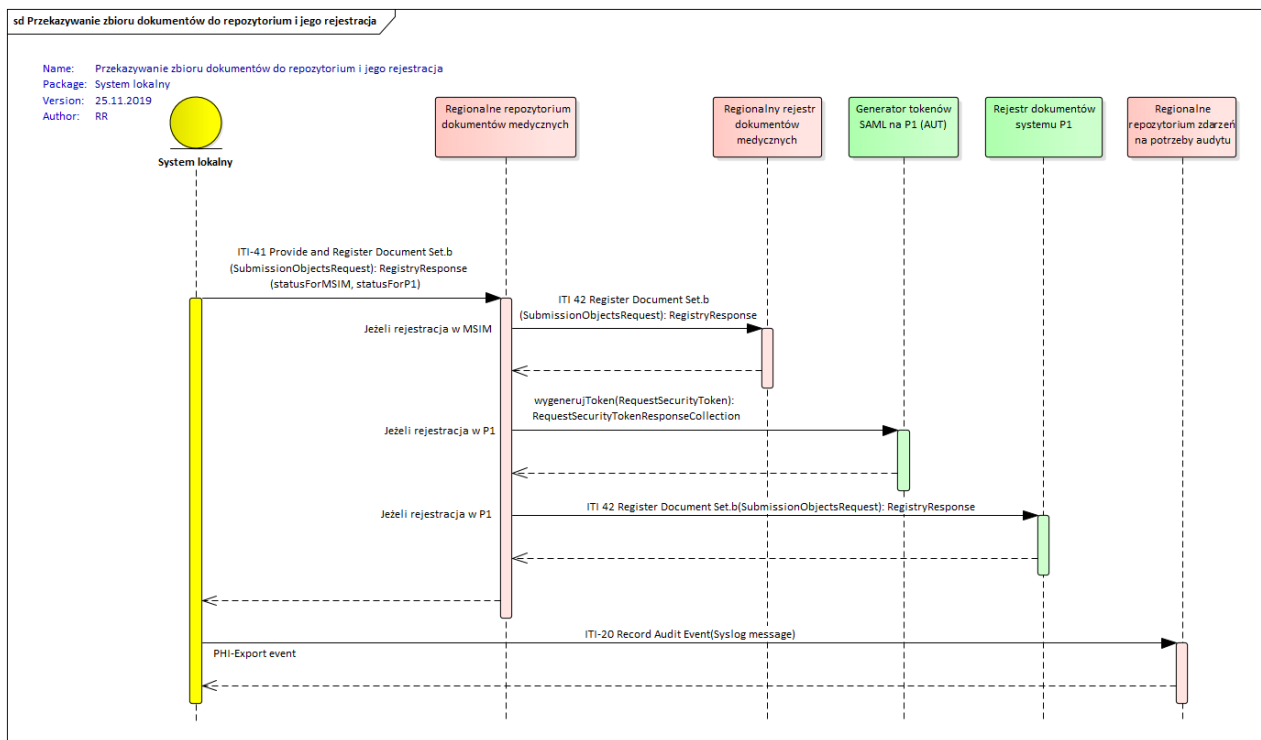 sd Przekazywanie zbioru dokumentów do repozytorium i jego rejestracja
Name: Przekazywanie zbioru dokumentów do repozytorium i jego rejestracja
Package: System lokalny
Version: 25.11.2019
Author: RR
System lokalny
Regionalne repozytorium
dokumentów medycznych
Regionalny rejestr
dokumentów
medycznych
Generator tokenów
SAML na P1 (AUT)
Rejestr dokumentów
systemu P1
Regionalne
repozytorium zdarzeń
na potrzeby audytu
ITI-41 Provide and Register Document Set.b
(SubmissionObjectsRequest): RegistryResponse
(statusForMSIM, statusForP1)
ITI 42 Register Document Set.b
(SubmissionObjectsRequest): RegistryResponse
Jeżeli rejestracja w MSIM
wygenerujToken(RequestSecurityToken):
RequestSecurityTokenResponseCollection
Jeżeli rejestracja w P1
ITI 42 Register Document Set.b(SubmissionObjectsRequest): RegistryResponse
Jeżeli rejestracja w P1
ITI-20 Record Audit Event(Syslog message)
PHI-Export event